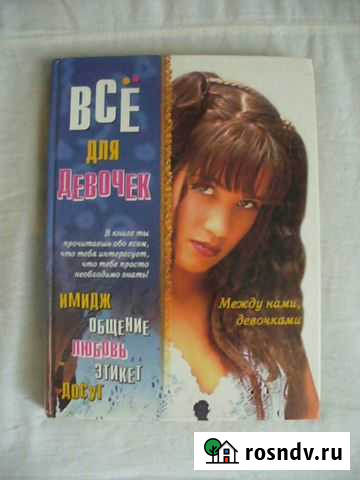 ВСЁ
ДЛЯ
ДЕВОЧЕК
В книге ты
прочитаешь обо всем,
что тебя интересует,
что тебе просто
необходимо знать!
ИМИДЖ
ОБЩЕНИЕ
ЛЮБОВЬ
ЭТИКЕТ
ДОСУГ
Между нами,
девочками
rosndv.ru